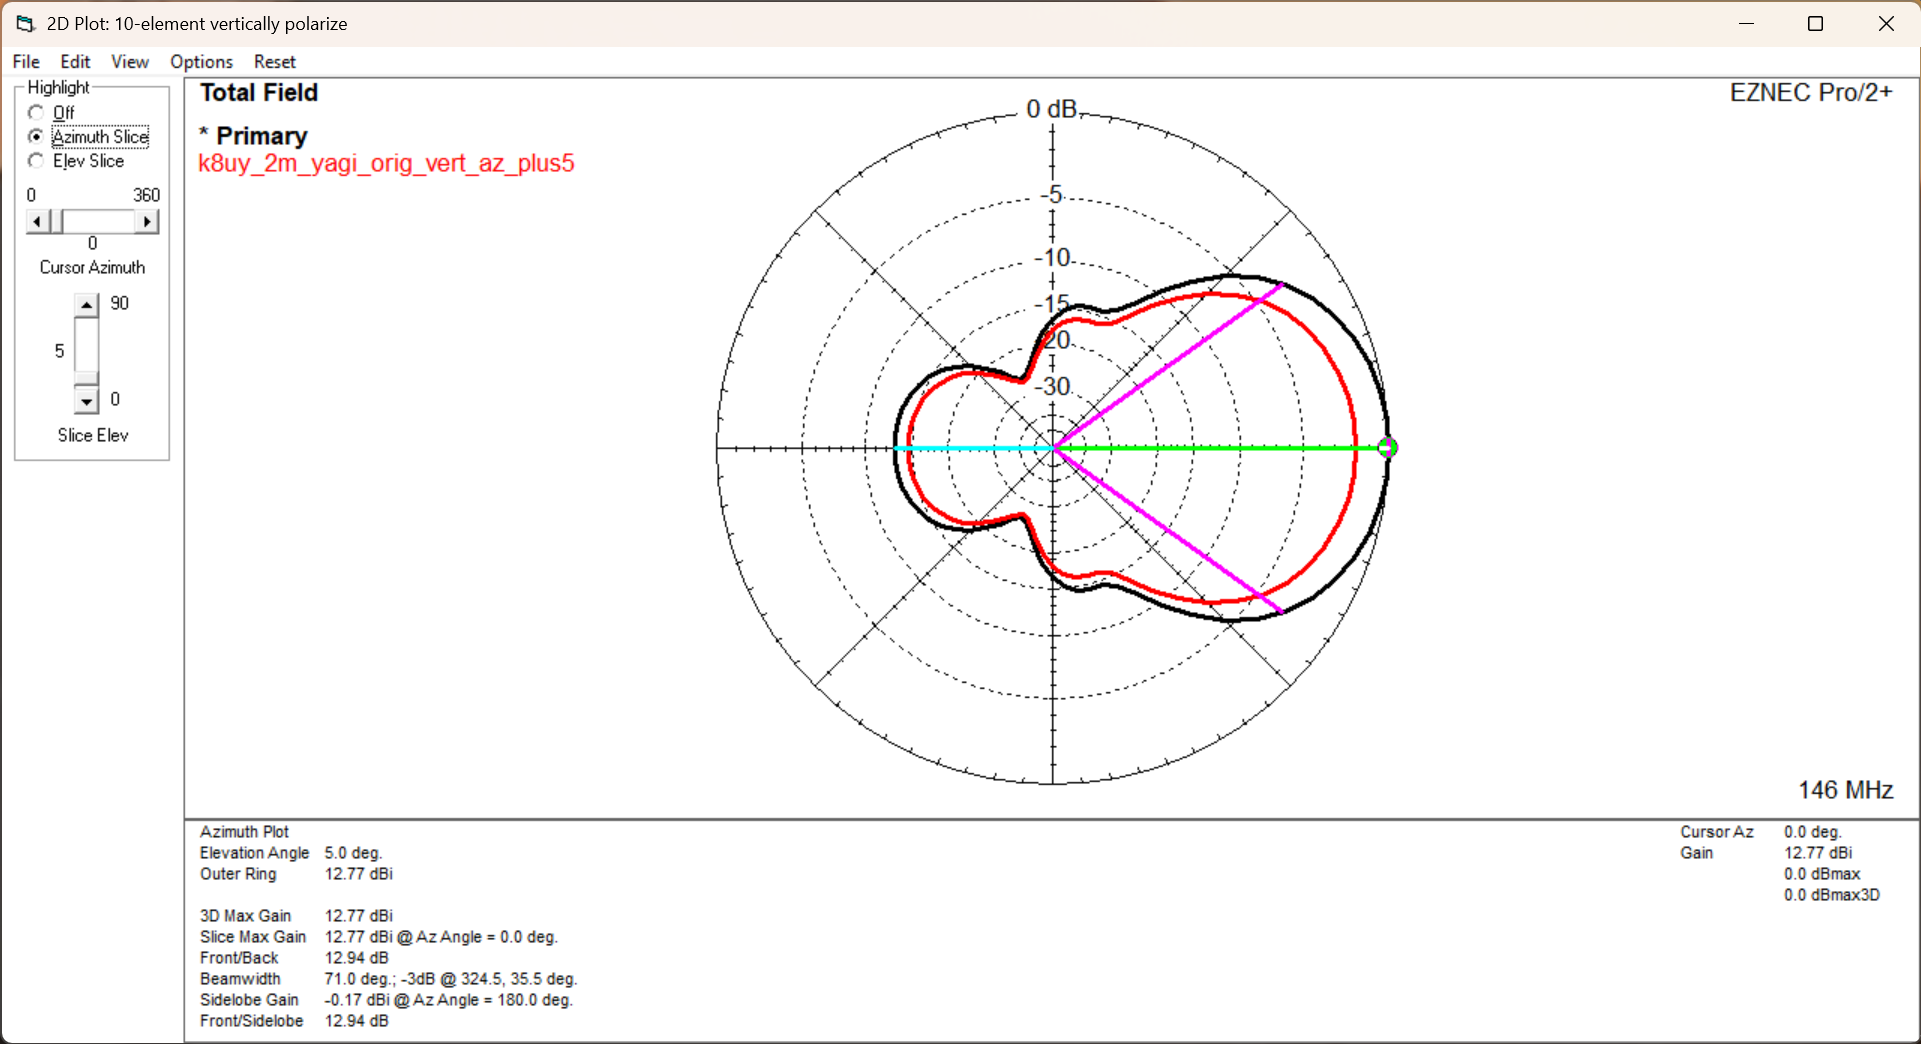 2D Plot: 10-element vertically polarize
File Edit View Options Reset
Highlight
Off
Azimuth Slice
Elev Slice
0 360
0
Cursor Azimuth
90
5
0
Slice Elev
Total Field
EZNEC Pro/2+
* Primary
k8uy_2m_yagi_orig_vert_az_plus5
0 dB
-5
-10
-15
-20
-30
146 MHz
Azimuth Plot
Elevation Angle 5.0 deg.
Outer Ring 12.77 dBi
3D Max Gain 12.77 dBi
Slice Max Gain 12.77 dBi @ Az Angle = 0.0 deg.
Front/Back 12.94 dB
Beamwidth 71.0 deg.; -3dB @ 324.5, 35.5 deg.
Sidelobe Gain -0.17 dBi @ Az Angle = 180.0 deg.
Front/Sidelobe 12.94 dB
Cursor Az 0.0 deg.
Gain 12.77 dBi
0.0 dBmax
0.0 dBmax3D